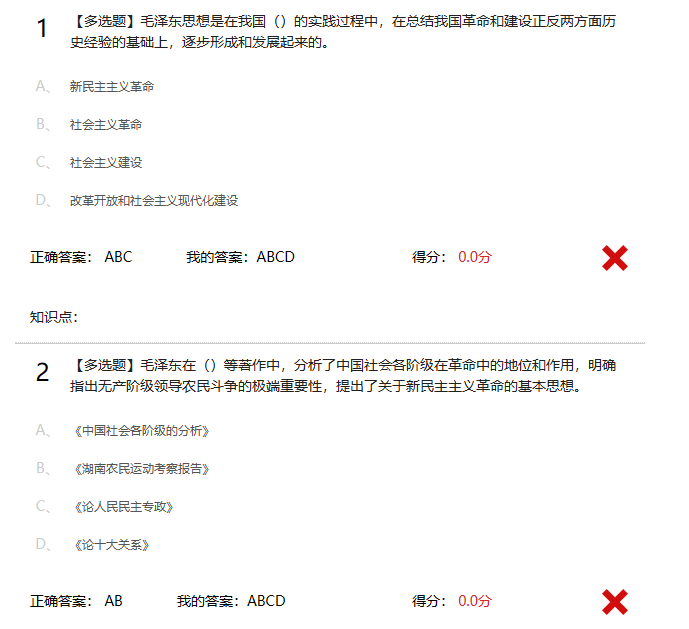 1 【多选题】毛泽东思想是在我国（）的实践过程中，在总结我国革命和建设正反两方面历
史经验的基础上，逐步形成和发展起来的。
A、 新民主主义革命
B、 社会主义革命
C、 社会主义建设
D、 改革开放和社会主义现代化建设
正确答案： ABC 我的答案：ABCD 得分： 0.0分
知识点：
2 【多选题】毛泽东在（）等著作中，分析了中国社会各阶级在革命中的地位和作用，明确
指出无产阶级领导农民斗争的极端重要性，提出了关于新民主主义革命的基本思想。
A、 《中国社会各阶级的分析》
B、 《湖南农民运动考察报告》
C、 《论人民民主专政》
D、 《论十大关系》
正确答案： AB 我的答案：ABCD 得分： 0.0分